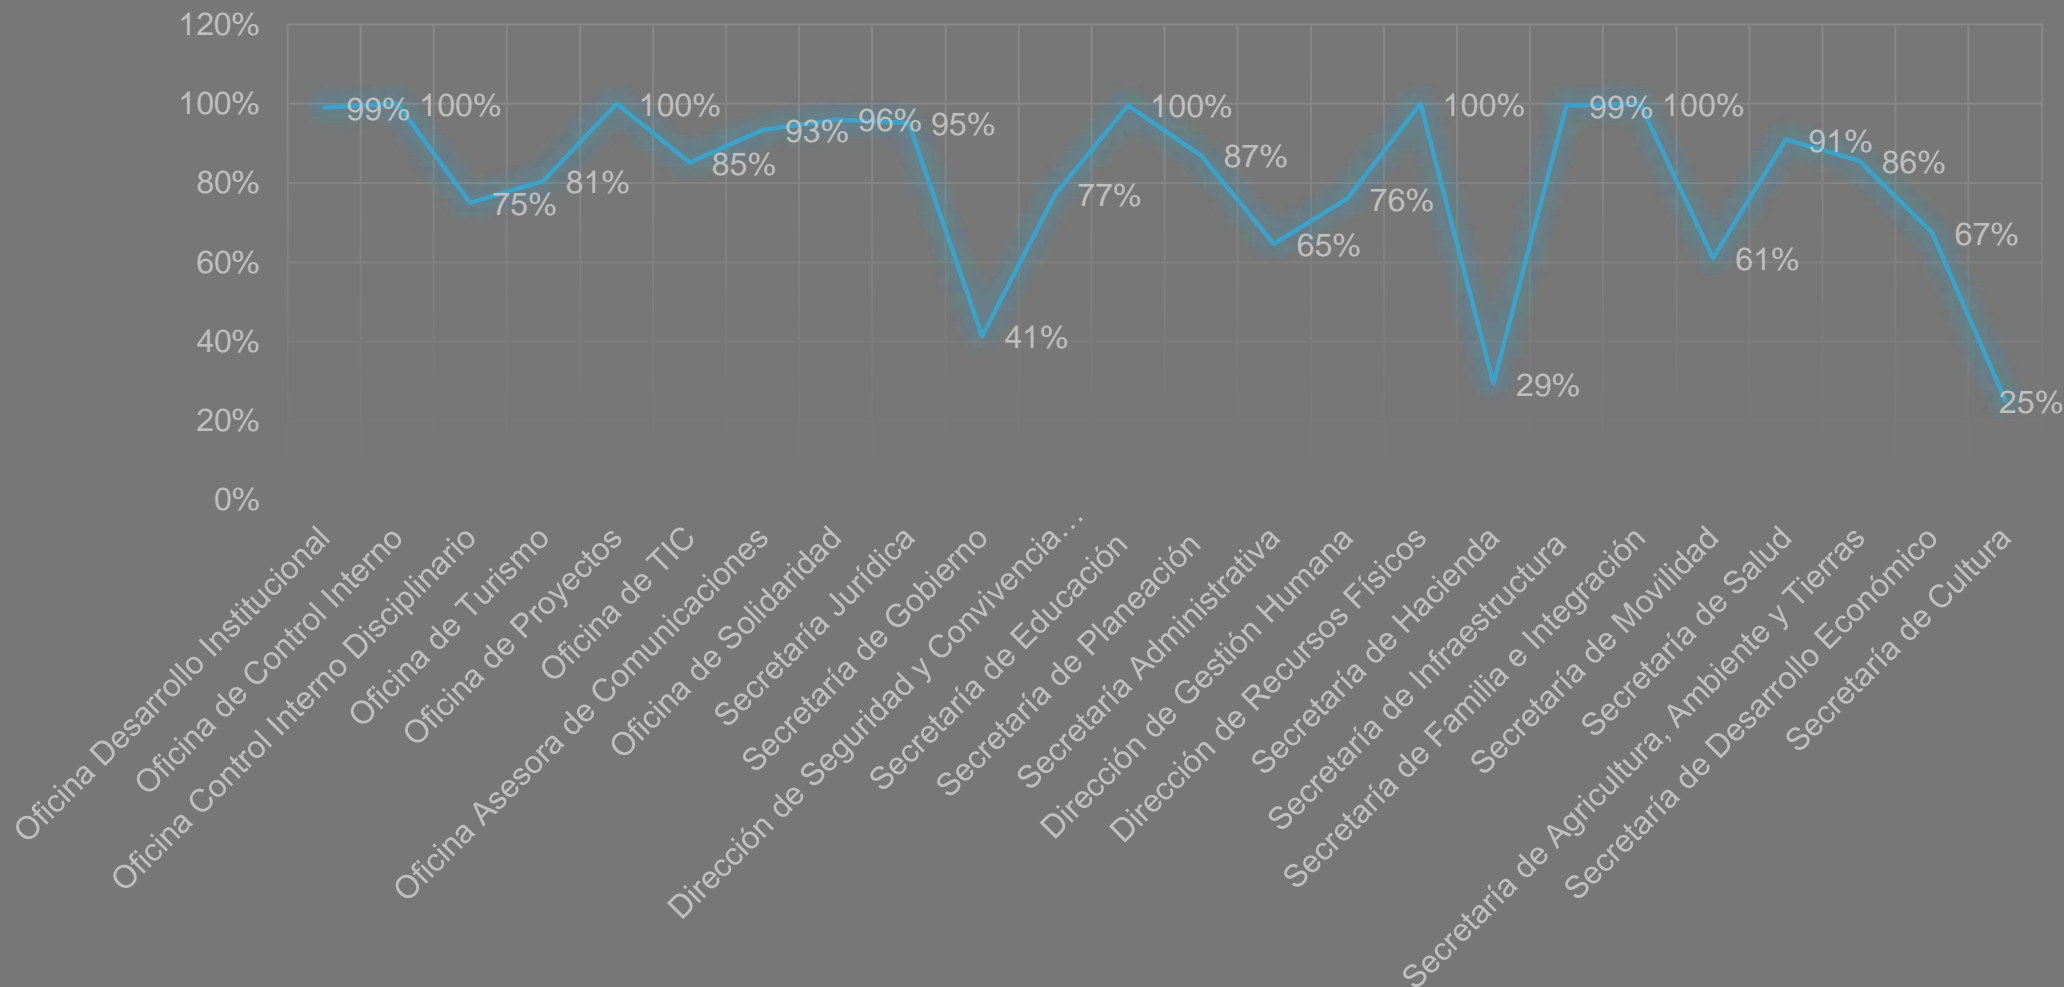 120%
100%
80%
60%
40%
20%
0%
99%
100%
75%
81%
100%
85%
93%
96%
95%
41%
77%
100%
87%
65%
76%
100%
29%
99%
100%
61%
91%
86%
67%
25%
Oficina Desarrollo Institucional
Oficina de Control Interno
Oficina Control Interno Disciplinario
Oficina de Turismo
Oficina de Proyectos
Oficina de TIC
Oficina Asesora de Comunicaciones
Oficina de Solidaridad
Secretaría Jurídica
Secretaría de Gobierno
Dirección de Seguridad y Convivencia…
Secretaría de Educación
Secretaría de Planeación
Secretaría Administrativa
Dirección de Gestión Humana
Dirección de Recursos Físicos
Secretaría de Hacienda
Secretaría de Infraestructura
Secretaría de Familia e Integración
Secretaría de Movilidad
Secretaría de Salud
Secretaría de Agricultura, Ambiente y Tierras
Secretaría de Desarrollo Económico
Secretaría de Cultura